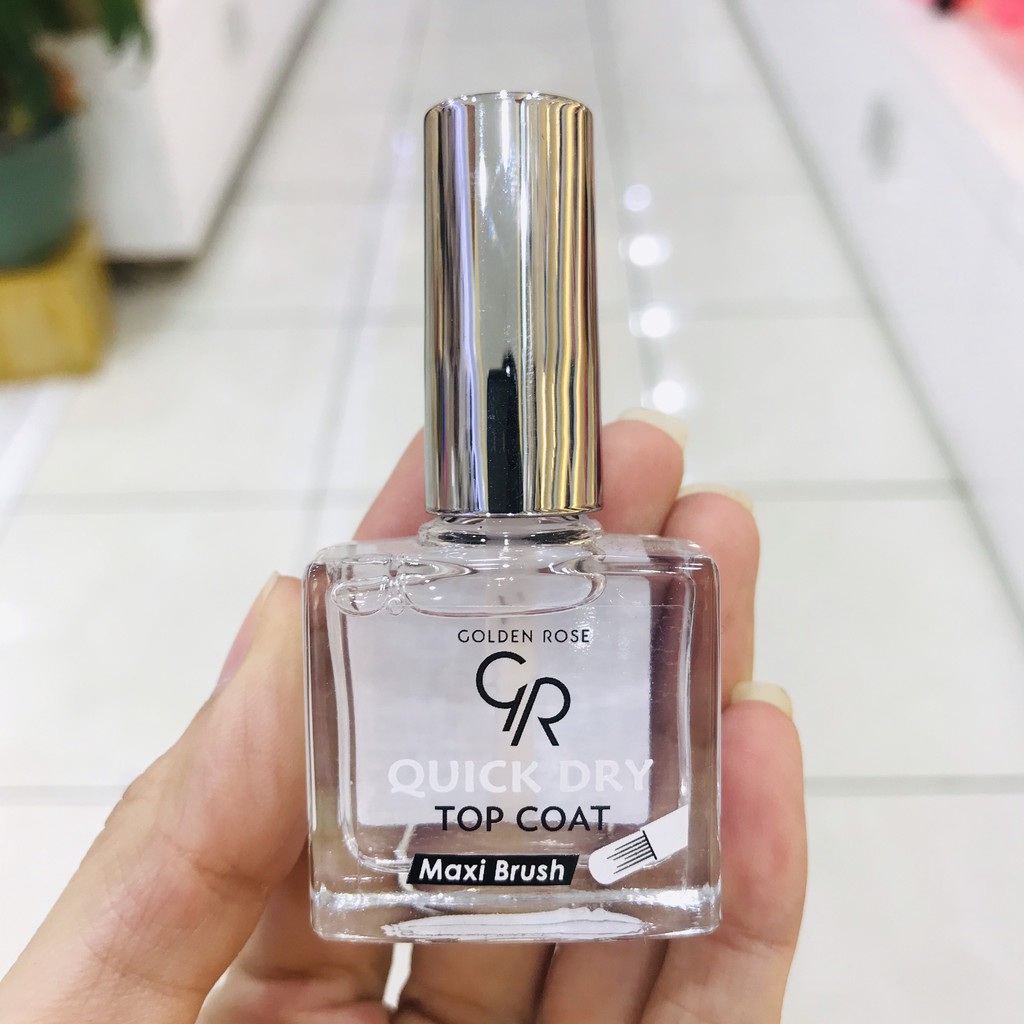 GOLDEN ROSE
GR
QUICK DRY
TOP COAT
Maxi Brush